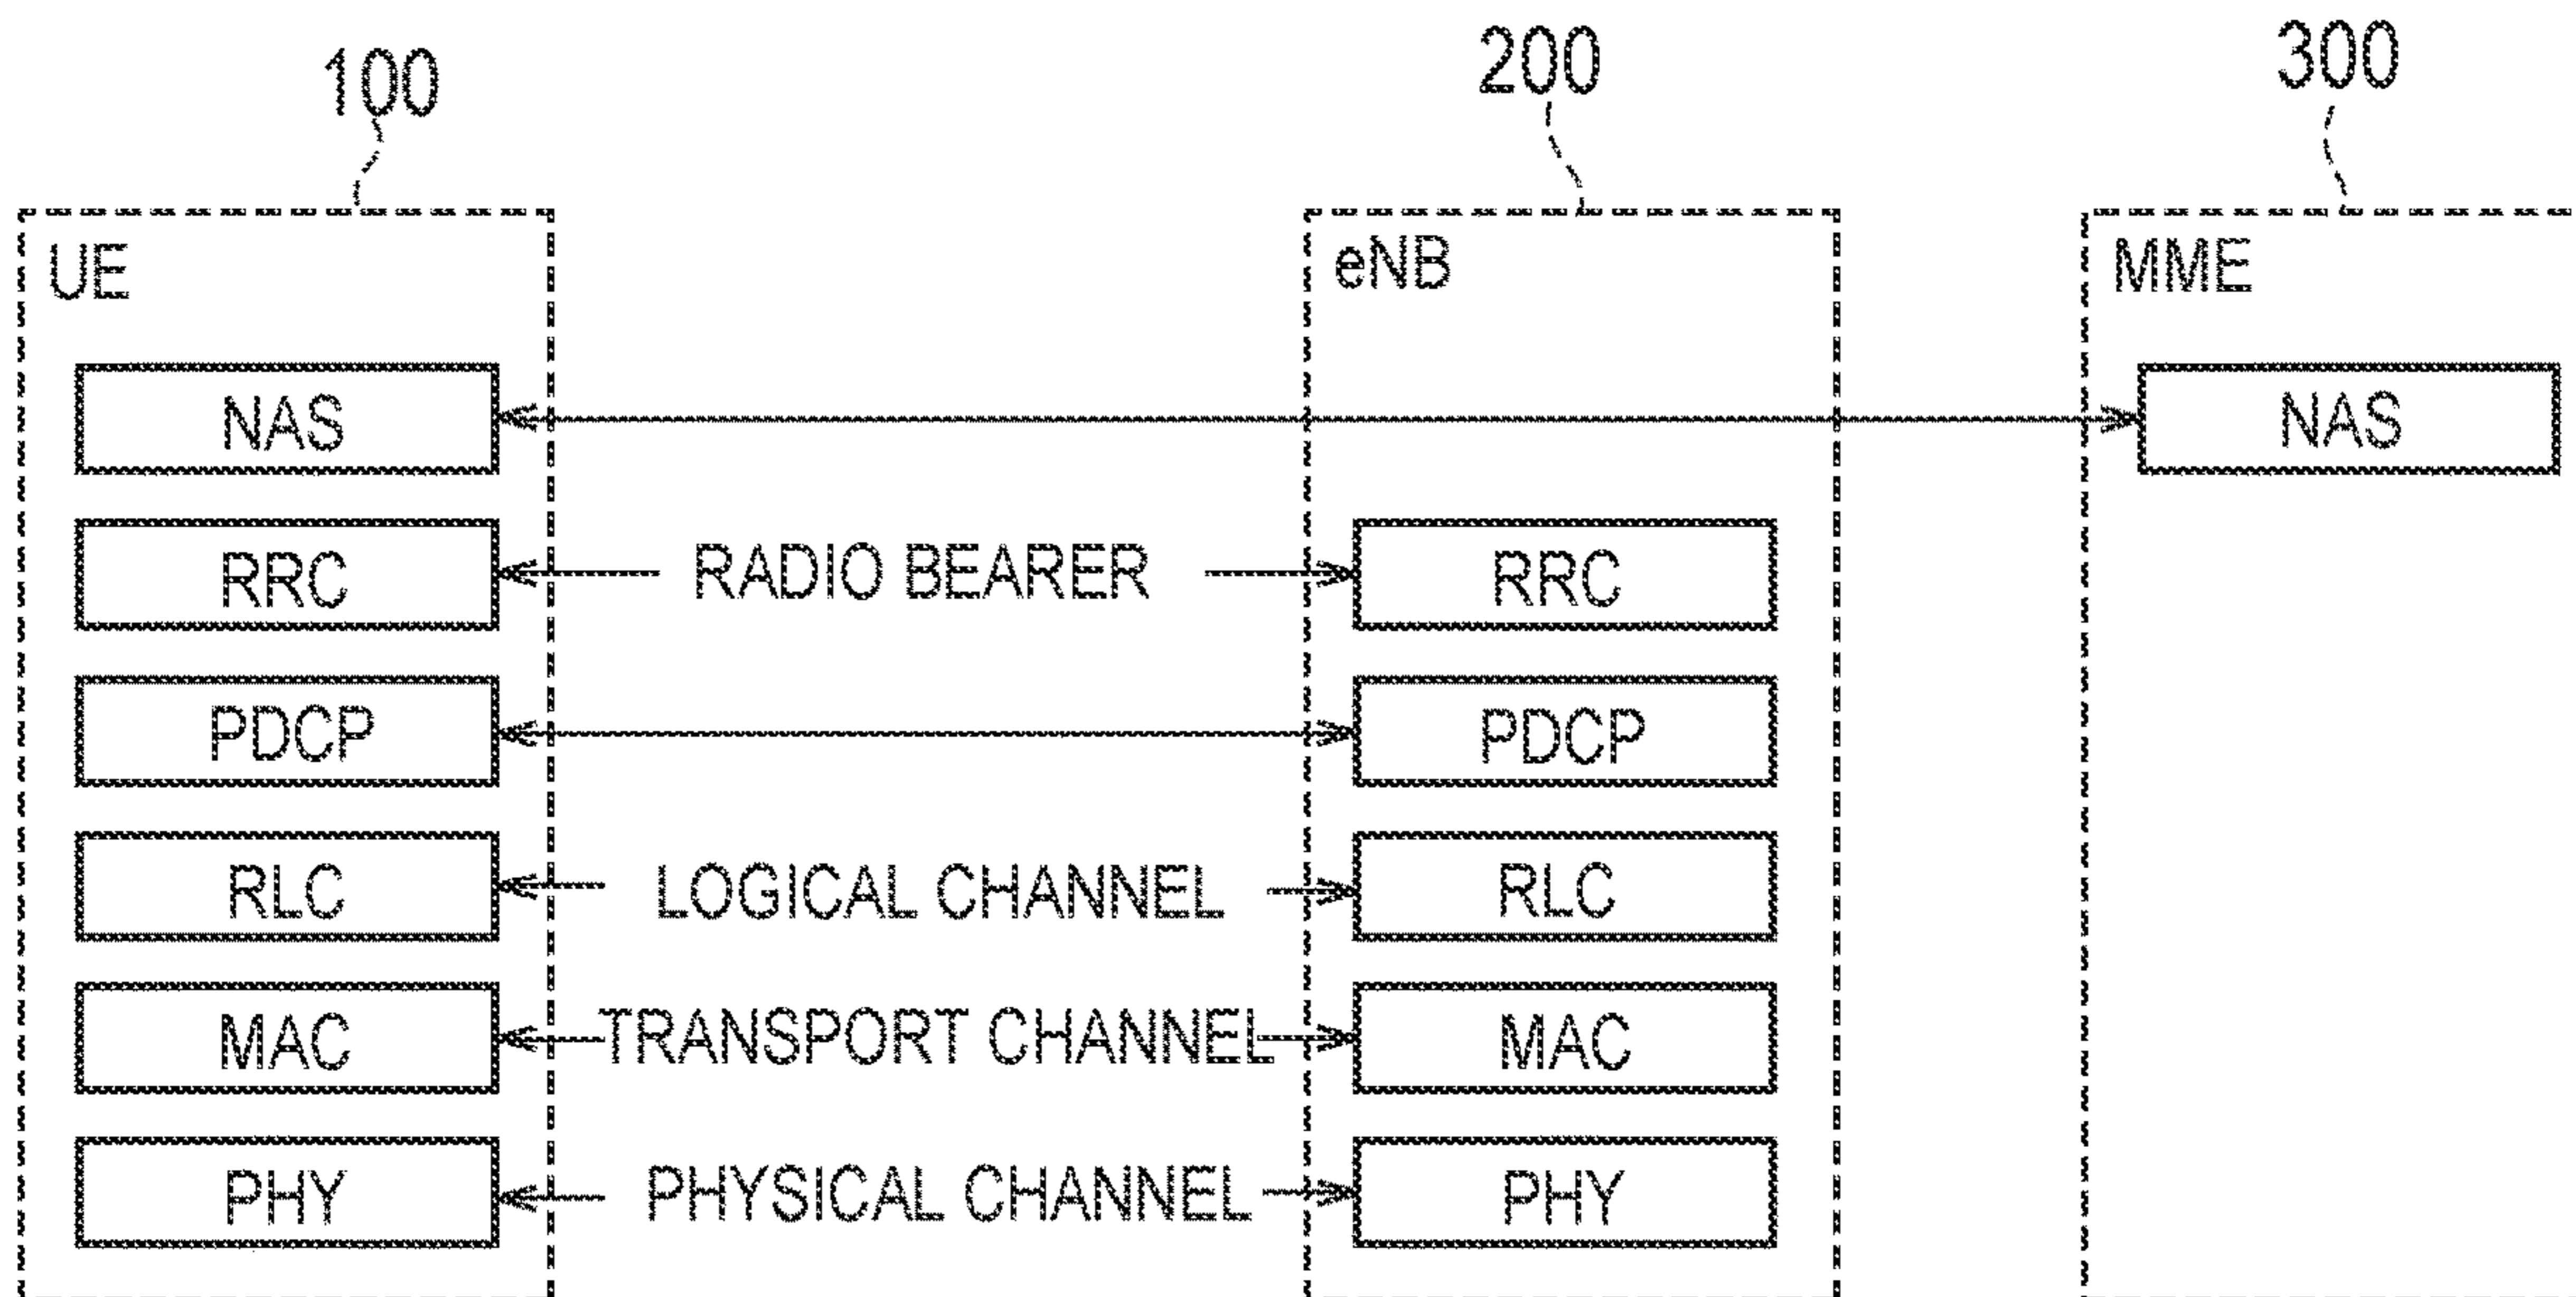 100
200
300
UE
eNB
MME
NAS
NAS
RRC
RADIO BEARER
RRC
PDCP
PDCP
RLC
LOGICAL CHANNEL
RLC
MAC
TRANSPORT CHANNEL
MAC
PHY
PHYSICAL CHANNEL
PHY